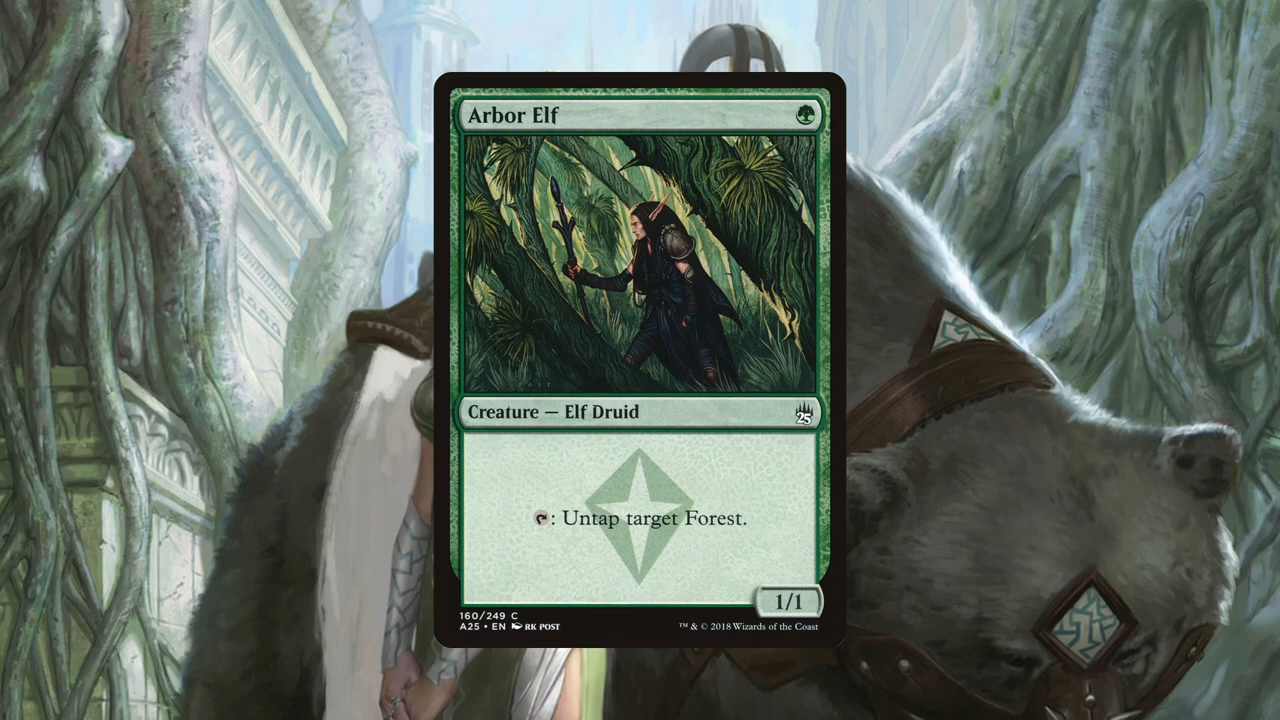 Arbor Elf
Creature — Elf Druid
25
: Untap target Forest.
1/1
160/249 C
A25 • EN RK POST
™ & © 2018 Wizards of the Coast